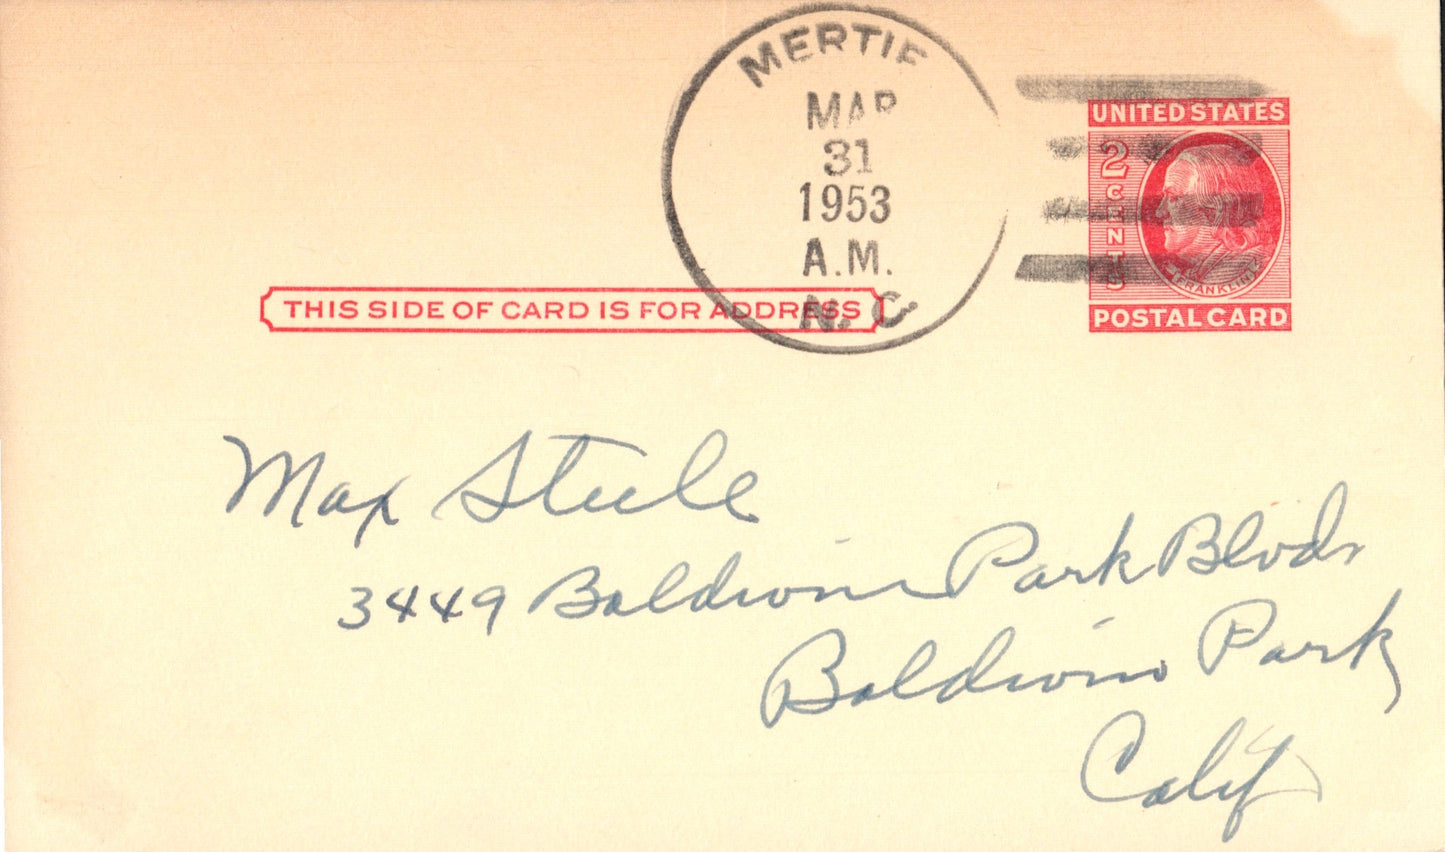 MERTIE
MAR
31
1953
A.M.
N. C.
UNITED STATES
2
CENTS
FRANKLIN
POSTAL CARD
THIS SIDE OF CARD IS FOR ADDRESS
Max Steele
3449 Baldwin Park Blvd.
Baldwin Park,
Calif